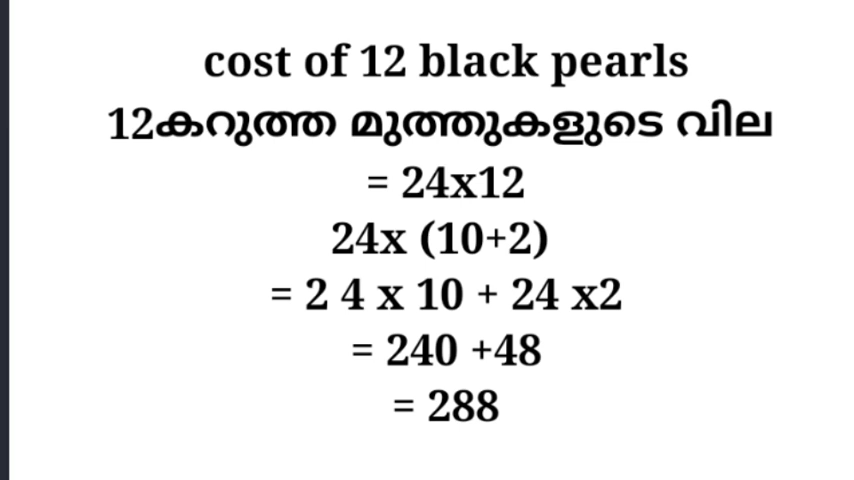 cost of 12 black pearls
12കറുത്ത മുത്തുകളുടെ വില
= 24x12
24x (10+2)
= 2 4 x 10 + 24 x2
= 240 +48
= 288